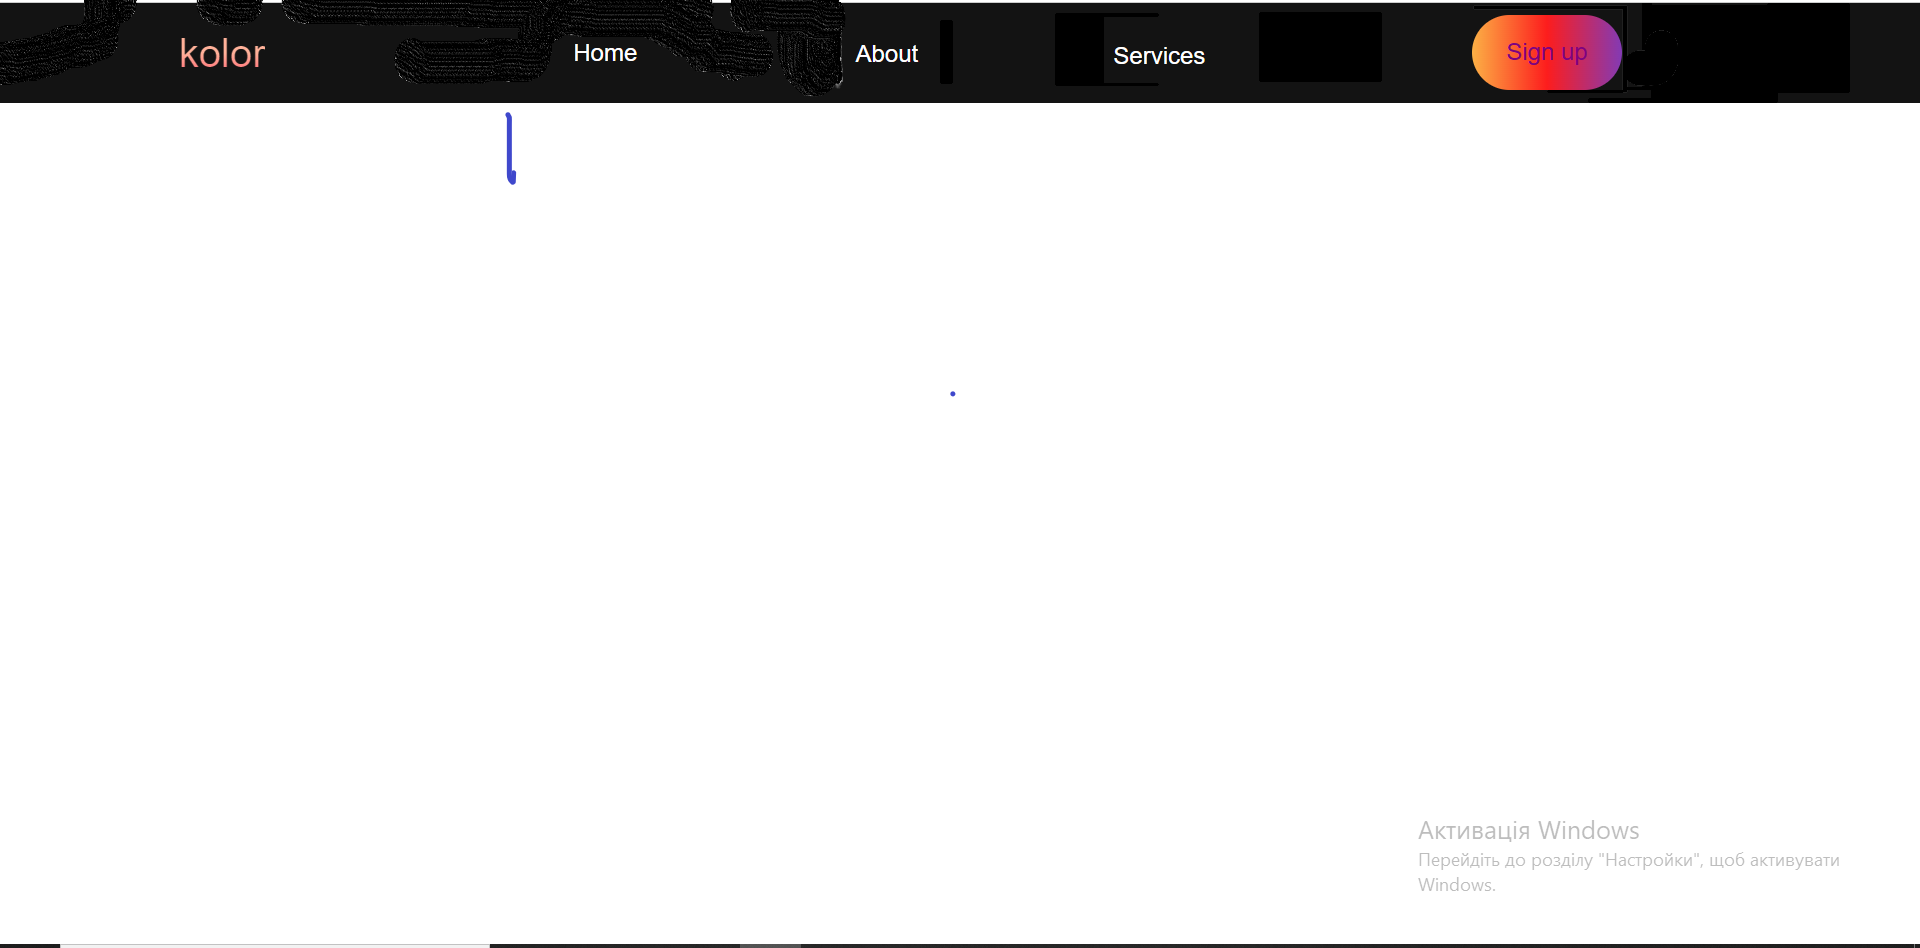 kolor
Home
About
Services
Sign up
Активація Windows
Перейдіть до розділу "Настройки", щоб активувати
Windows.